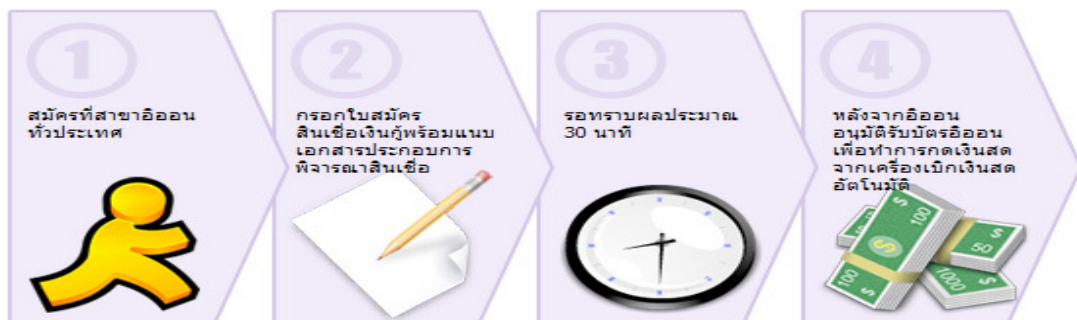 1
สมัครที่สาขาอิออน
ทั่วประเทศ
2
กรอกใบสมัคร
สินเชื่อเงินกู้พร้อมแนบ
เอกสารประกอบการ
พิจารณาสินเชื่อ
3
รอทราบผลประมาณ
30 นาที
4
หลังจากอิออน
อนุมัติรับบัตรอิออน
เพื่อทำการกดเงินสด
จากเครื่องเบิกเงินสด
อัตโนมัติ
$ 100
$
$ 50
100 $
1000 $